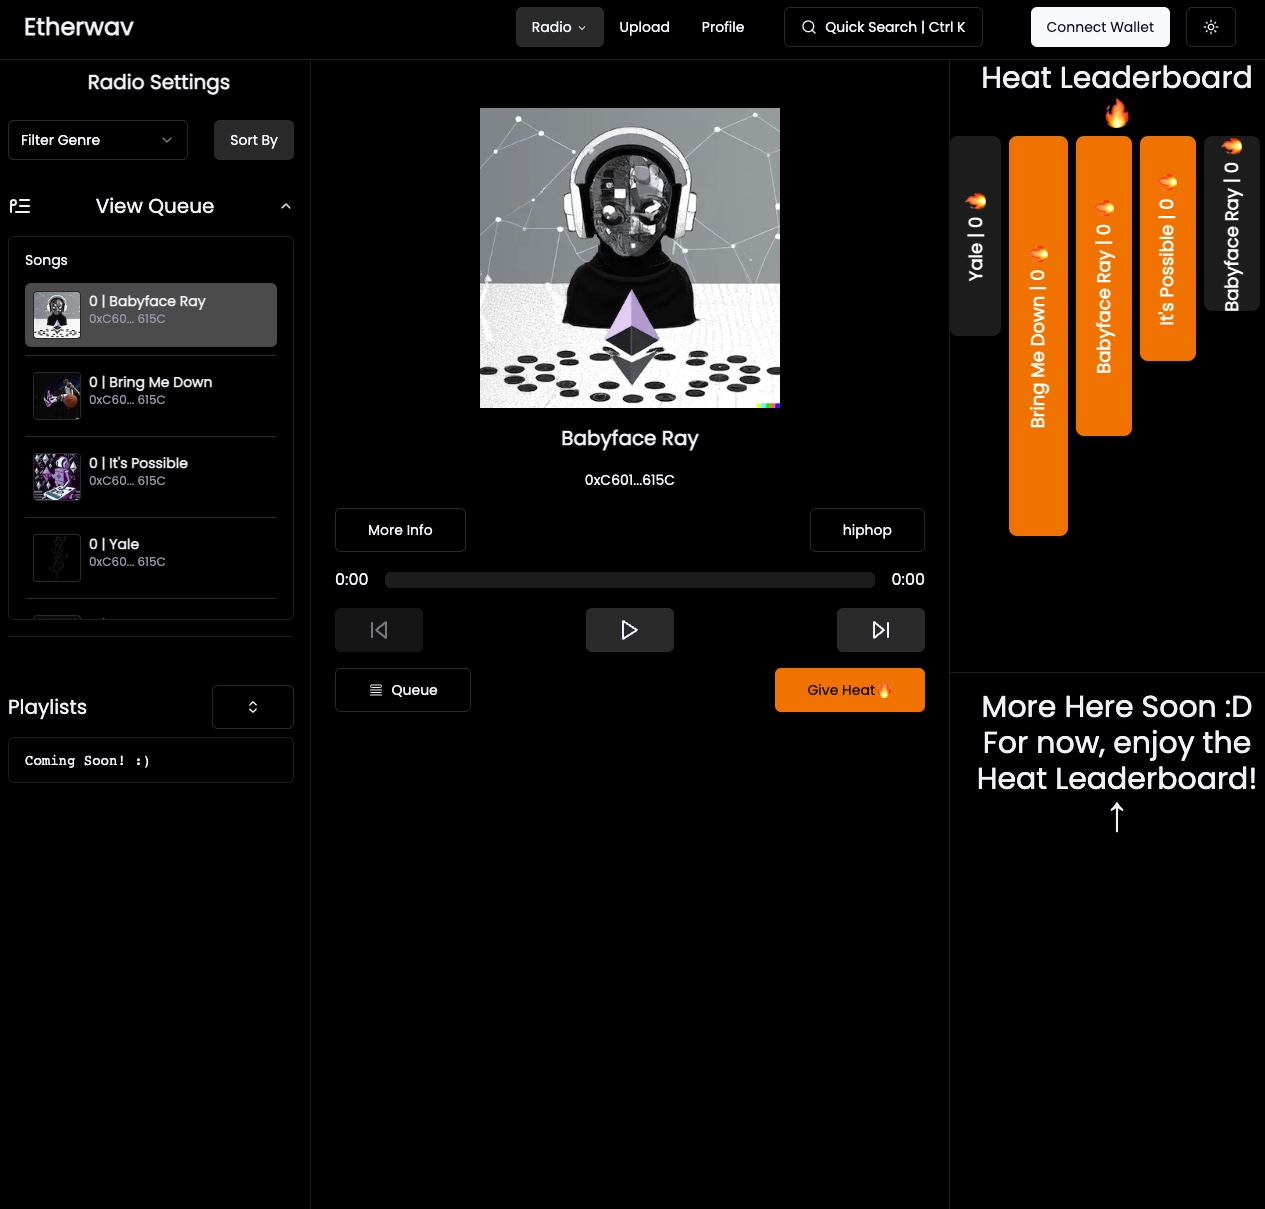 Etherwav
Radio
Upload
Profile
Quick Search | Ctrl K
Connect Wallet
Radio Settings
Filter Genre
Sort By
View Queue
Songs
0 | Babyface Ray
0xC60... 615C
0 | Bring Me Down
0xC60... 615C
0 | It's Possible
0xC60... 615C
0 | Yale
0xC60... 615C
Playlists
Coming Soon! :)
Babyface Ray
0xC601...615C
More Info
hiphop
0:00
0:00
Queue
Give Heat🔥
Heat Leaderboard
🔥
Yale | 0 🔥
Bring Me Down | 0 🔥
Babyface Ray | 0 🔥
It's Possible | 0 🔥
Babyface Ray | 0 🔥
More Here Soon :D
For now, enjoy the
Heat Leaderboard!
↑